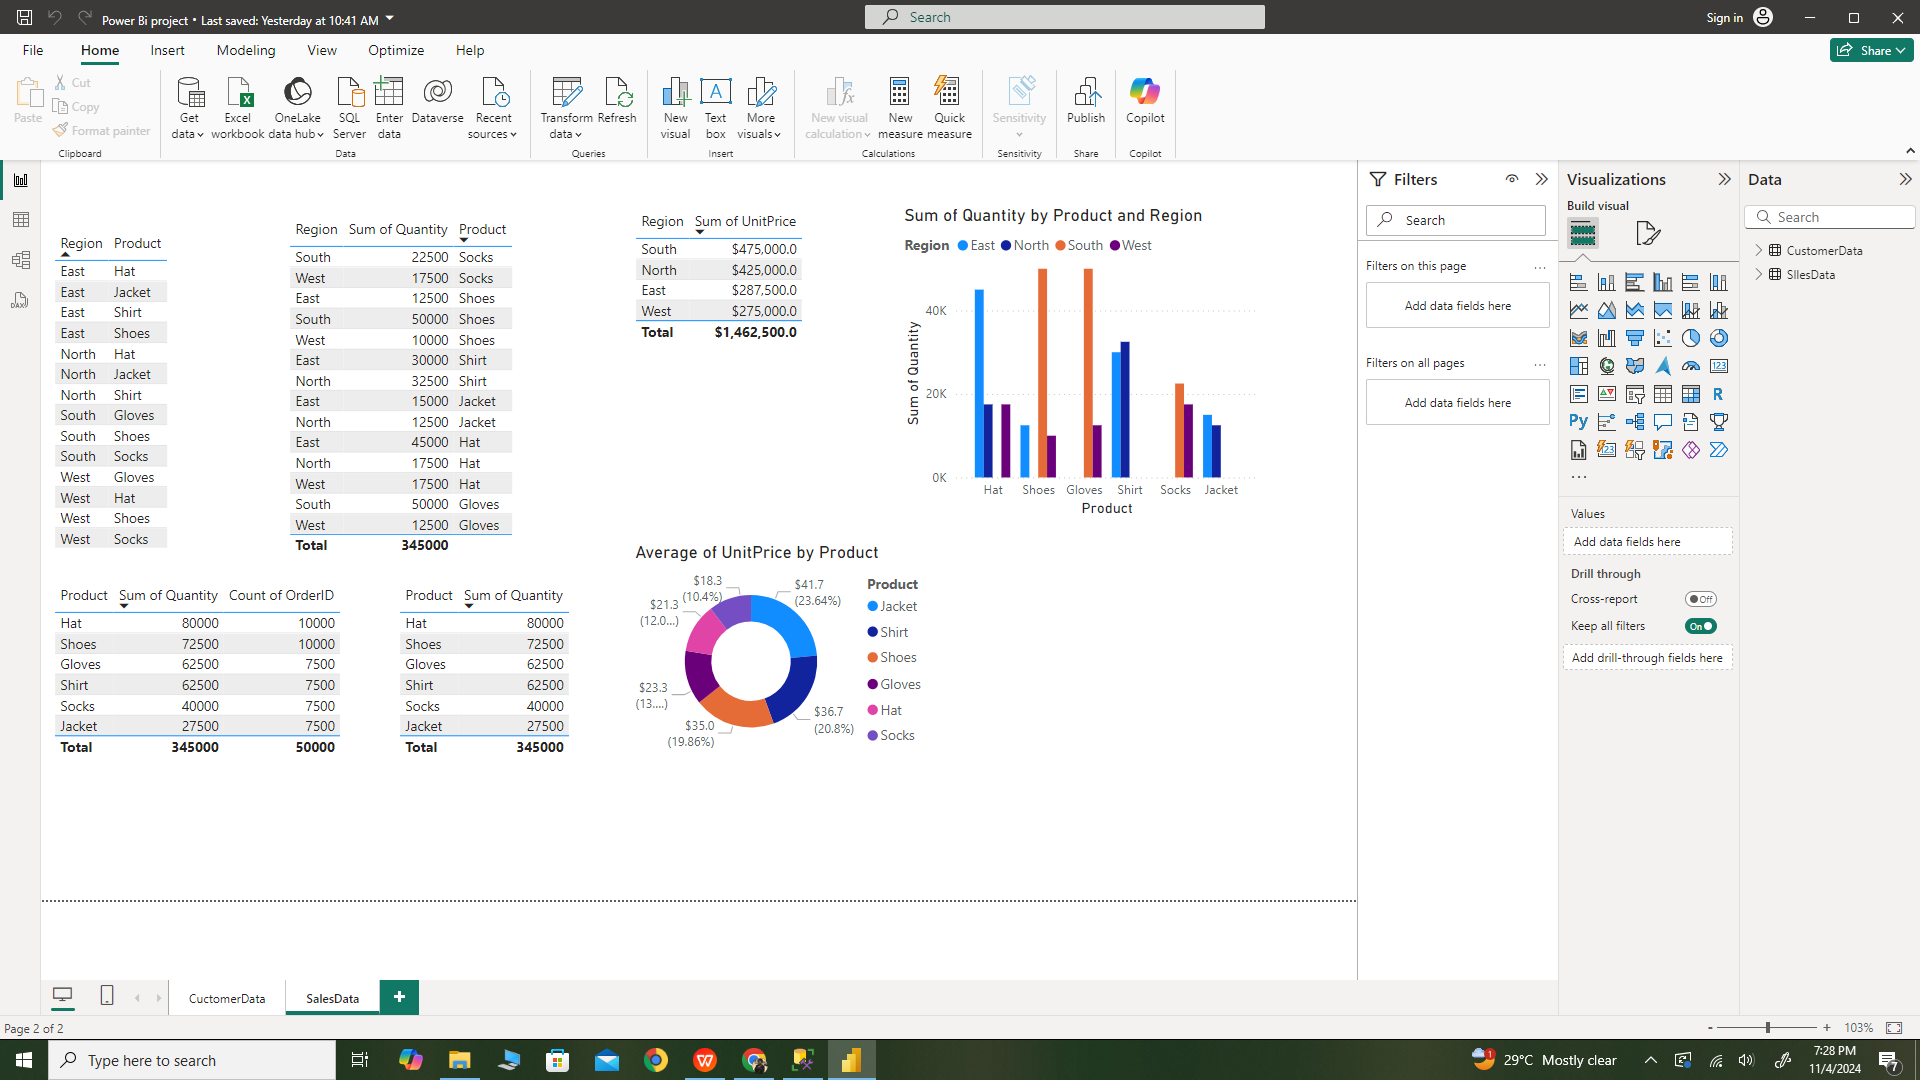 Power Bi project • Last saved: Yesterday at 10:41 AM
Search
Sign in
File Home Insert Modeling View Optimize Help
Share
Paste
Cut
Copy
Format painter
Clipboard
Get data
Excel workbook
OneLake data hub
SQL Server
Enter data
Dataverse
Recent sources
Data
Transform data
Refresh
Queries
New visual
Text box
More visuals
Insert
New visual calculation
New measure
Quick measure
Calculations
Sensitivity
Sensitivity
Publish
Share
Copilot
Copilot
Region Product
East Hat
East Jacket
East Shirt
East Shoes
North Hat
North Jacket
North Shirt
South Gloves
South Shoes
South Socks
West Gloves
West Hat
West Shoes
West Socks
Region Sum of Quantity Product
South 22500 Socks
West 17500 Socks
East 12500 Shoes
South 50000 Shoes
West 10000 Shoes
East 30000 Shirt
North 32500 Shirt
East 15000 Jacket
North 12500 Jacket
East 45000 Hat
North 17500 Hat
West 17500 Hat
South 50000 Gloves
West 12500 Gloves
Total 345000
Region Sum of UnitPrice
South $475,000.0
North $425,000.0
East $287,500.0
West $275,000.0
Total $1,462,500.0
Sum of Quantity by Product and Region
Region East North South West
Sum of Quantity
40K
20K
0K
Hat Shoes Gloves Shirt Socks Jacket
Product
Product Sum of Quantity Count of OrderID
Hat 80000 10000
Shoes 72500 10000
Gloves 62500 7500
Shirt 62500 7500
Socks 40000 7500
Jacket 27500 7500
Total 345000 50000
Product Sum of Quantity
Hat 80000
Shoes 72500
Gloves 62500
Shirt 62500
Socks 40000
Jacket 27500
Total 345000
Average of UnitPrice by Product
$18.3
(10.4%)
$41.7
(23.64%)
$21.3
(12.0...)
$23.3
(13....)
$35.0
(19.86%)
$36.7
(20.8%)
Product
Jacket
Shirt
Shoes
Gloves
Hat
Socks
Filters
Search
Filters on this page ...
Add data fields here
Filters on all pages ...
Add data fields here
Visualizations
Build visual
123
R
Py
123
...
Values
Add data fields here
Drill through
Cross-report Off
Keep all filters On
Add drill-through fields here
Data
Search
CustomerData
SllesData
DAX
CuctomerData SalesData +
Page 2 of 2
- + 103%
Type here to search
W
1
29°C Mostly clear
7:28 PM
11/4/2024
7